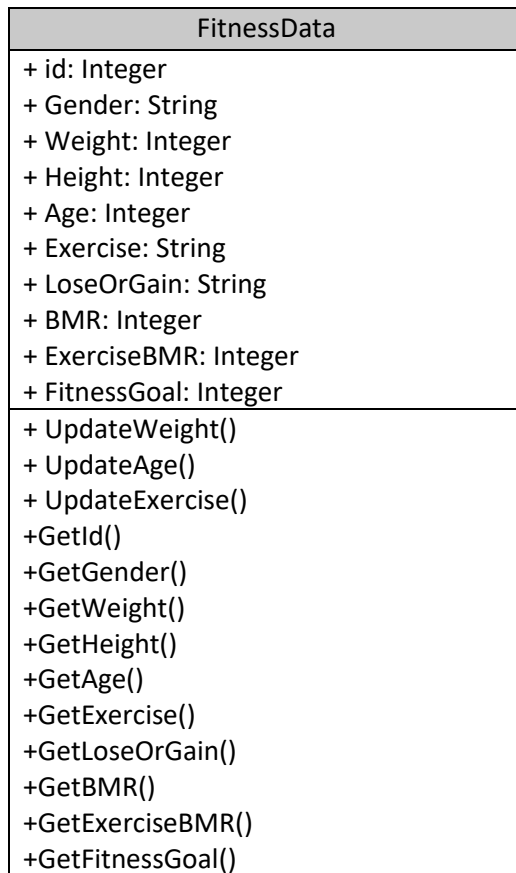 FitnessData
+ id: Integer
+ Gender: String
+ Weight: Integer
+ Height: Integer
+ Age: Integer
+ Exercise: String
+ LoseOrGain: String
+ BMR: Integer
+ ExerciseBMR: Integer
+ FitnessGoal: Integer
+ UpdateWeight()
+ UpdateAge()
+ UpdateExercise()
+GetId()
+GetGender()
+GetWeight()
+GetHeight()
+GetAge()
+GetExercise()
+GetLoseOrGain()
+GetBMR()
+GetExerciseBMR()
+GetFitnessGoal()